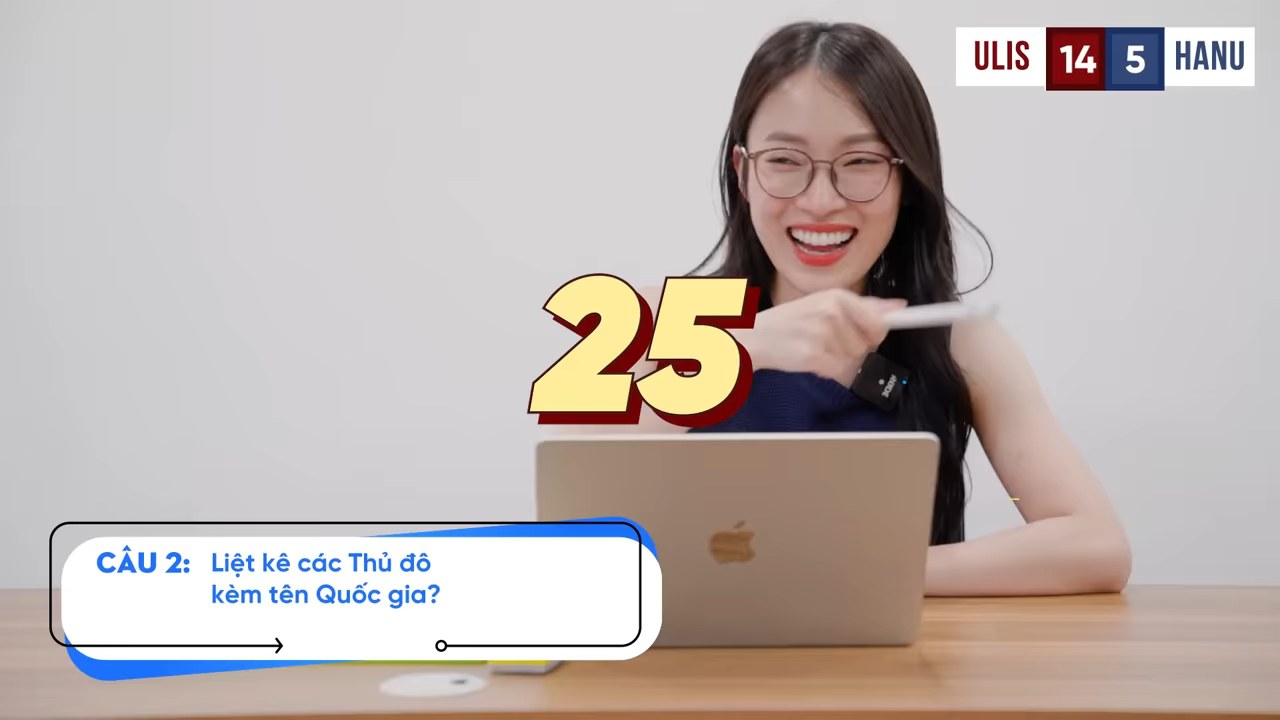 ULIS 14 5 HANU
25
CÂU 2: Liệt kê các Thủ đô
kèm tên Quốc gia?